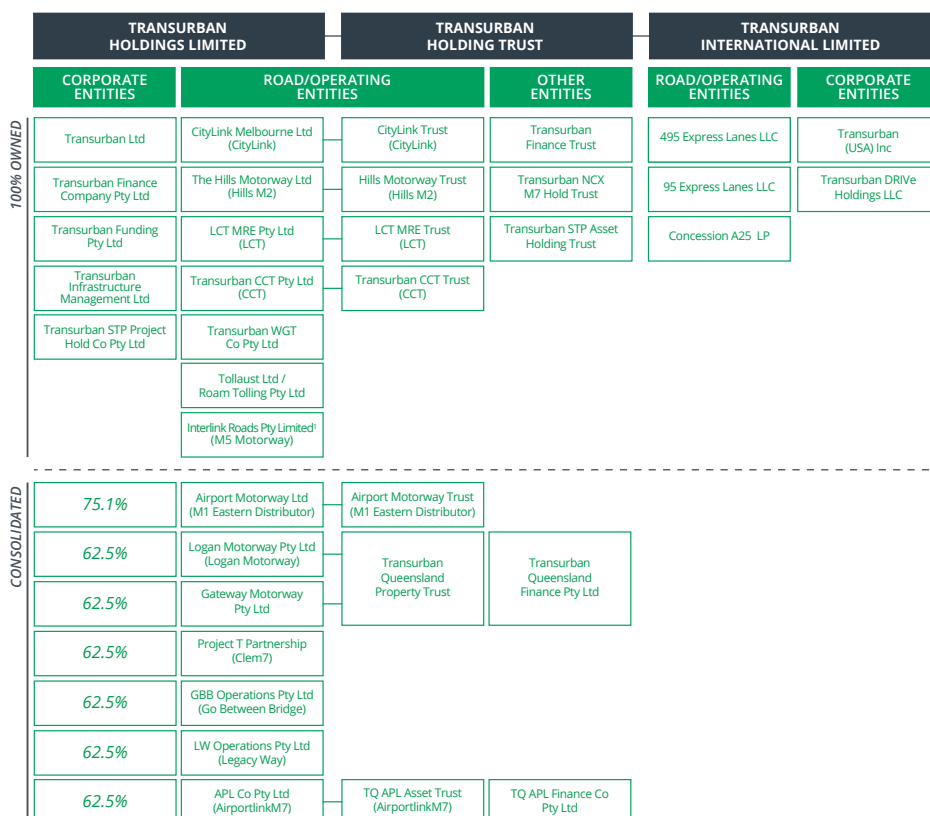 TRANSURBAN
HOLDINGS LIMITED
TRANSURBAN
HOLDING TRUST
TRANSURBAN
INTERNATIONAL LIMITED
CORPORATE
ENTITIES
ROAD/OPERATING
ENTITIES
OTHER
ENTITIES
ROAD/OPERATING
ENTITIES
CORPORATE
ENTITIES
100% OWNED
Transurban Ltd
CityLink Melbourne Ltd
(CityLink)
CityLink Trust
(CityLink)
Transurban
Finance Trust
495 Express Lanes LLC
Transurban
(USA) Inc
Transurban Finance
Company Pty Ltd
The Hills Motorway Ltd
(Hills M2)
Hills Motorway Trust
(Hills M2)
Transurban NCX
M7 Hold Trust
95 Express Lanes LLC
Transurban DRIVe
Holdings LLC
Transurban Funding
Pty Ltd
LCT MRE Pty Ltd
(LCT)
LCT MRE Trust
(LCT)
Transurban STP Asset
Holding Trust
Concession A25 LP
Transurban
Infrastructure
Management Ltd
Transurban CCT Pty Ltd
(CCT)
Transurban CCT Trust
(CCT)
Transurban STP Project
Hold Co Pty Ltd
Transurban WGT
Co Pty Ltd
Tollaust Ltd /
Roam Tolling Pty Ltd
Interlink Roads Pty Limited¹
(M5 Motorway)
CONSOLIDATED
75.1%
Airport Motorway Ltd
(M1 Eastern Distributor)
Airport Motorway Trust
(M1 Eastern Distributor)
62.5%
Logan Motorway Pty Ltd
(Logan Motorway)
Transurban
Queensland
Property Trust
Transurban
Queensland
Finance Pty Ltd
62.5%
Gateway Motorway
Pty Ltd
62.5%
Project T Partnership
(Clem7)
62.5%
GBB Operations Pty Ltd
(Go Between Bridge)
62.5%
LW Operations Pty Ltd
(Legacy Way)
62.5%
APL Co Pty Ltd
(AirportlinkM7)
TQ APL Asset Trust
(AirportlinkM7)
TQ APL Finance Co
Pty Ltd